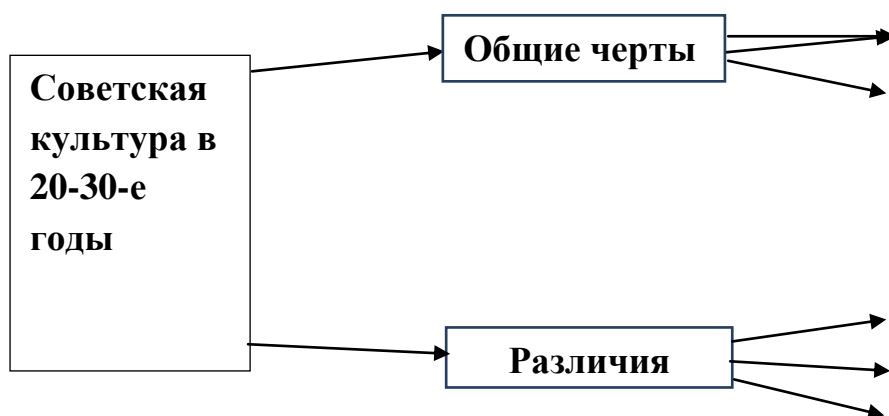 Советская
культура в
20-30-е
годы
Общие черты
Различия